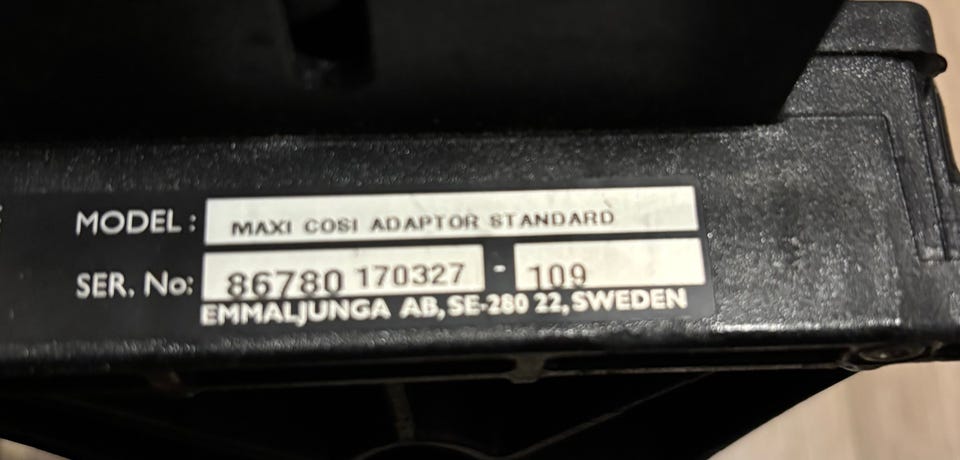 MODEL: MAXI COSI ADAPTOR STANDARD
SER. No: 86780 170327 - 109
EMMALJUNGA AB, SE-280 22, SWEDEN